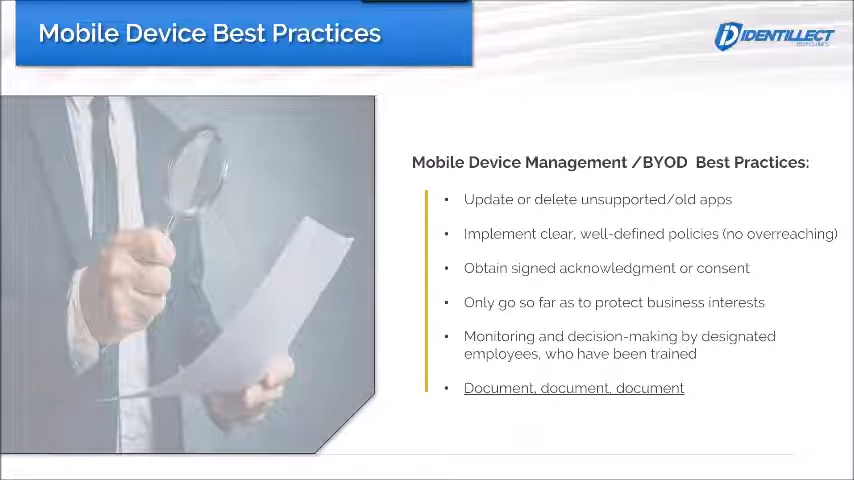 Mobile Device Best Practices
IDENTILLECT
Mobile Device Management /BYOD Best Practices:
• Update or delete unsupported/old apps
• Implement clear, well-defined policies (no overreaching)
• Obtain signed acknowledgment or consent
• Only go so far as to protect business interests
• Monitoring and decision-making by designated
employees, who have been trained
• Document, document, document